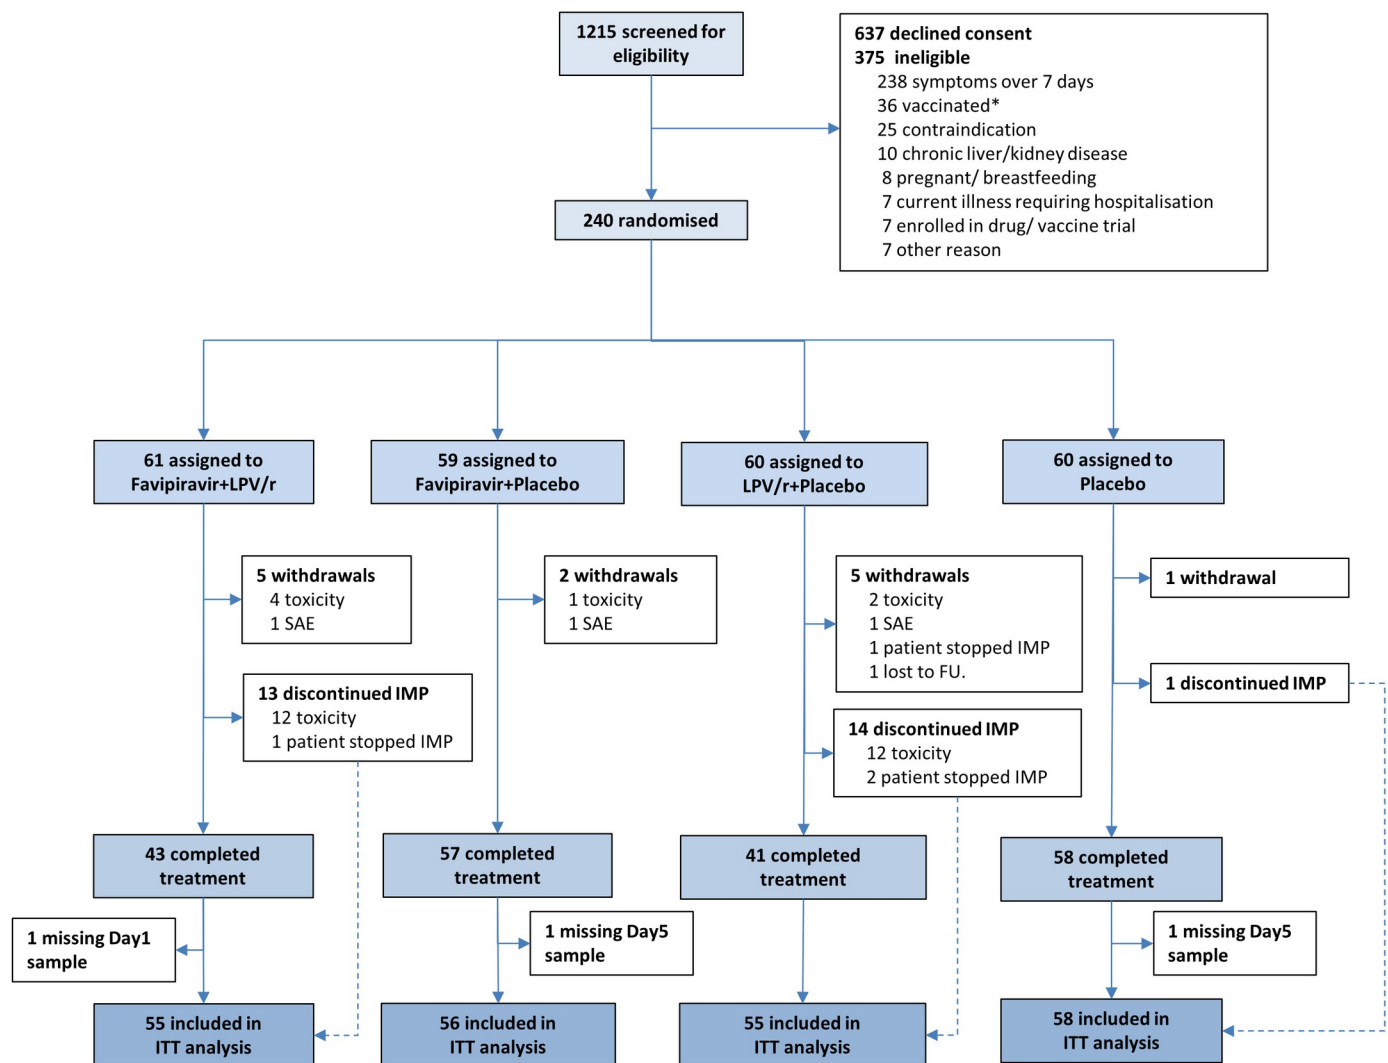 1215 screened for
eligibility
637 declined consent
375 ineligible
238 symptoms over 7 days
36 vaccinated*
25 contraindication
10 chronic liver/kidney disease
8 pregnant/ breastfeeding
7 current illness requiring hospitalisation
7 enrolled in drug/ vaccine trial
7 other reason
240 randomised
61 assigned to
Favipiravir+LPV/r
59 assigned to
Favipiravir+Placebo
60 assigned to
LPV/r+Placebo
60 assigned to
Placebo
5 withdrawals
4 toxicity
1 SAE
2 withdrawals
1 toxicity
1 SAE
5 withdrawals
2 toxicity
1 SAE
1 patient stopped IMP
1 lost to FU.
1 withdrawal
13 discontinued IMP
12 toxicity
1 patient stopped IMP
14 discontinued IMP
12 toxicity
2 patient stopped IMP
1 discontinued IMP
43 completed
treatment
57 completed
treatment
41 completed
treatment
58 completed
treatment
1 missing Day1
sample
1 missing Day5
sample
1 missing Day5
sample
55 included in
ITT analysis
56 included in
ITT analysis
55 included in
ITT analysis
58 included in
ITT analysis